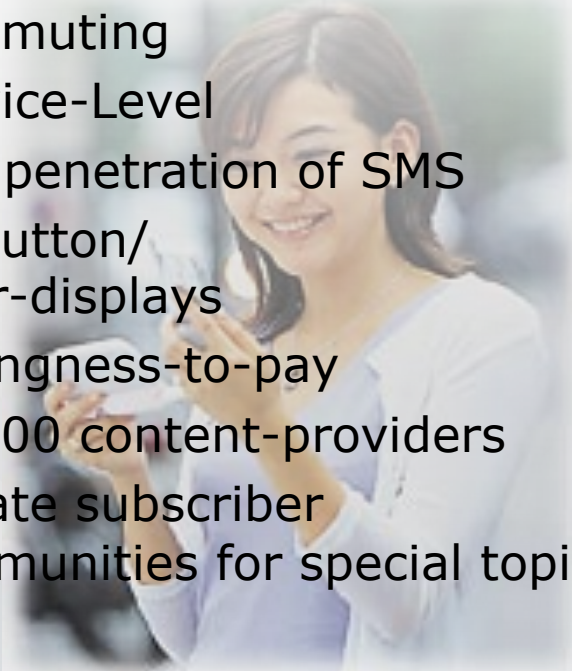 muting
ice-Level
penetration of SMS
utton/
r-displays
ngness-to-pay
00 content-providers
ate subscriber
munities for special topi